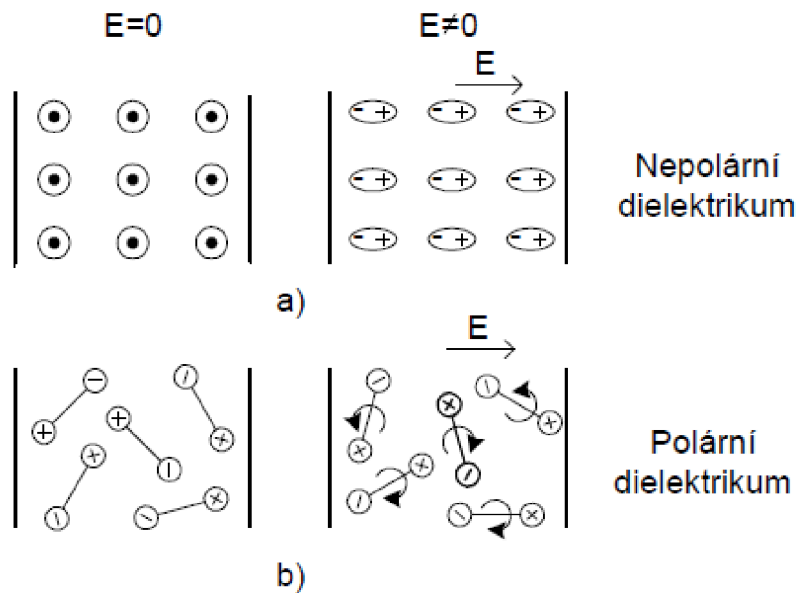 E=0
E≠0
E
Nepolární
dielektrikum
a)
E
Polární
dielektrikum
b)